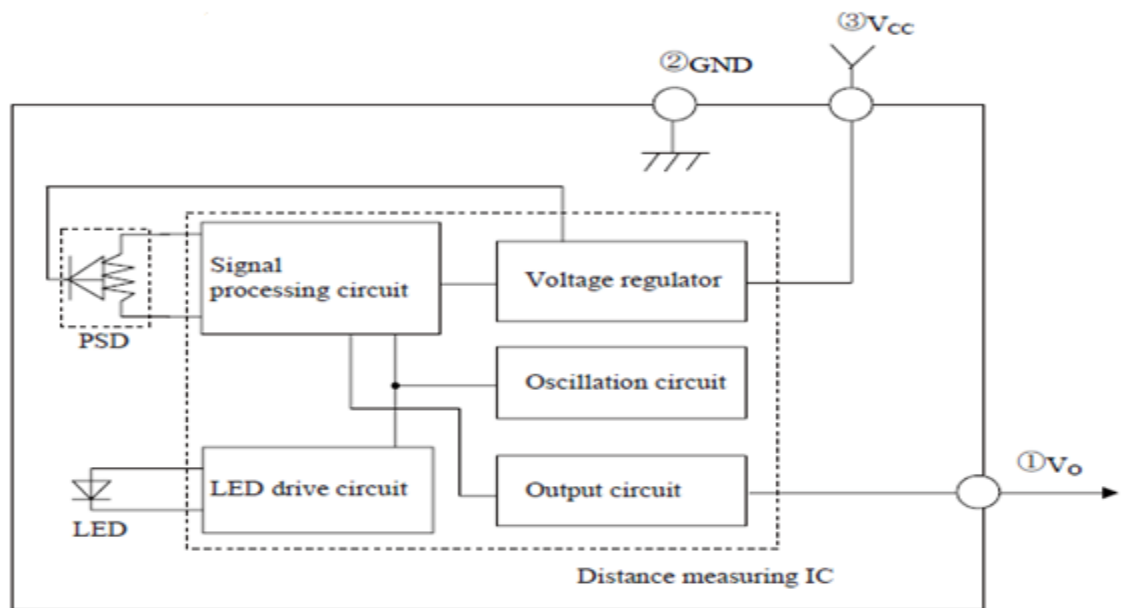 ③VCC
②GND
Signal
processing circuit
Voltage regulator
PSD
Oscillation circuit
①VO
LED drive circuit
Output circuit
LED
Distance measuring IC